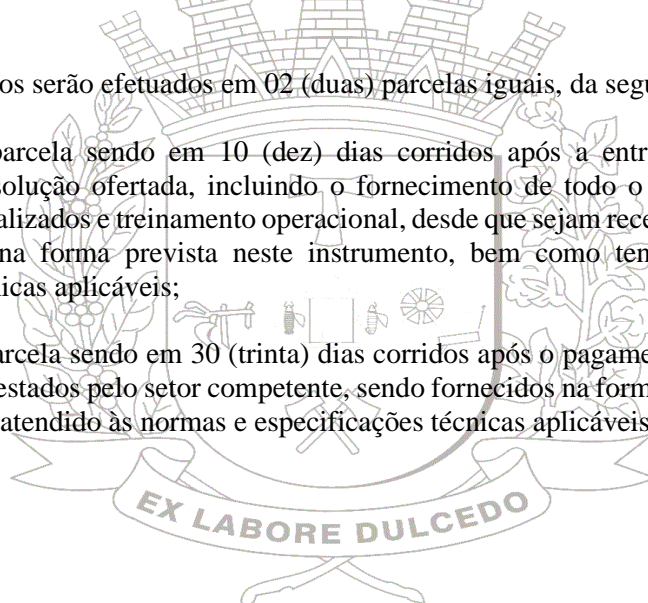 os serão efetuados em 02 (duas) parcelas iguais, da segu
parcela sendo em 10 (dez) dias corridos após a entr
solução ofertada, incluindo o fornecimento de todo o
alizados e treinamento operacional, desde que sejam rece
na forma prevista neste instrumento, bem como ten
nicas aplicáveis;
arcela sendo em 30 (trinta) dias corridos após o pagame
estados pelo setor competente, sendo fornecidos na form
atendido às normas e especificações técnicas aplicáveis
EX LABORE DULCEDO